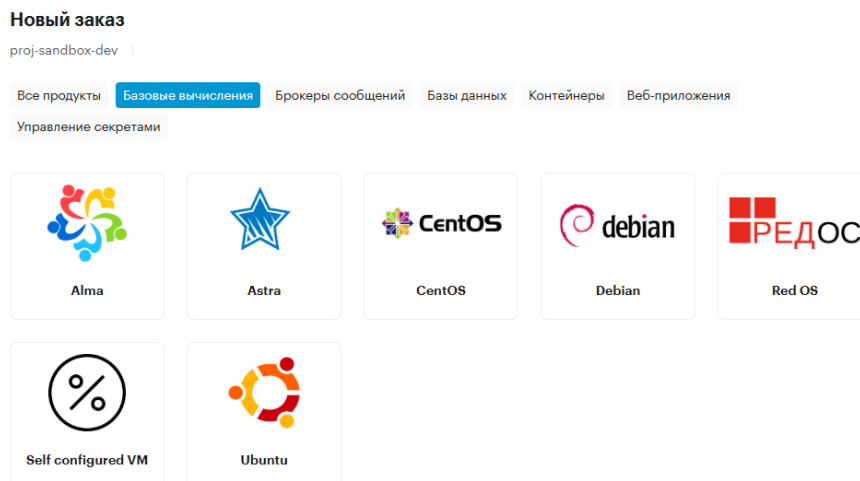 Новый заказ
proj-sandbox-dev
Все продукты Базовые вычисления Брокеры сообщений Базы данных Контейнеры Веб-приложения
Управление секретами
CentOS debian РЕДОС
Alma Astra CentOS Debian Red OS
%
Self configured VM Ubuntu